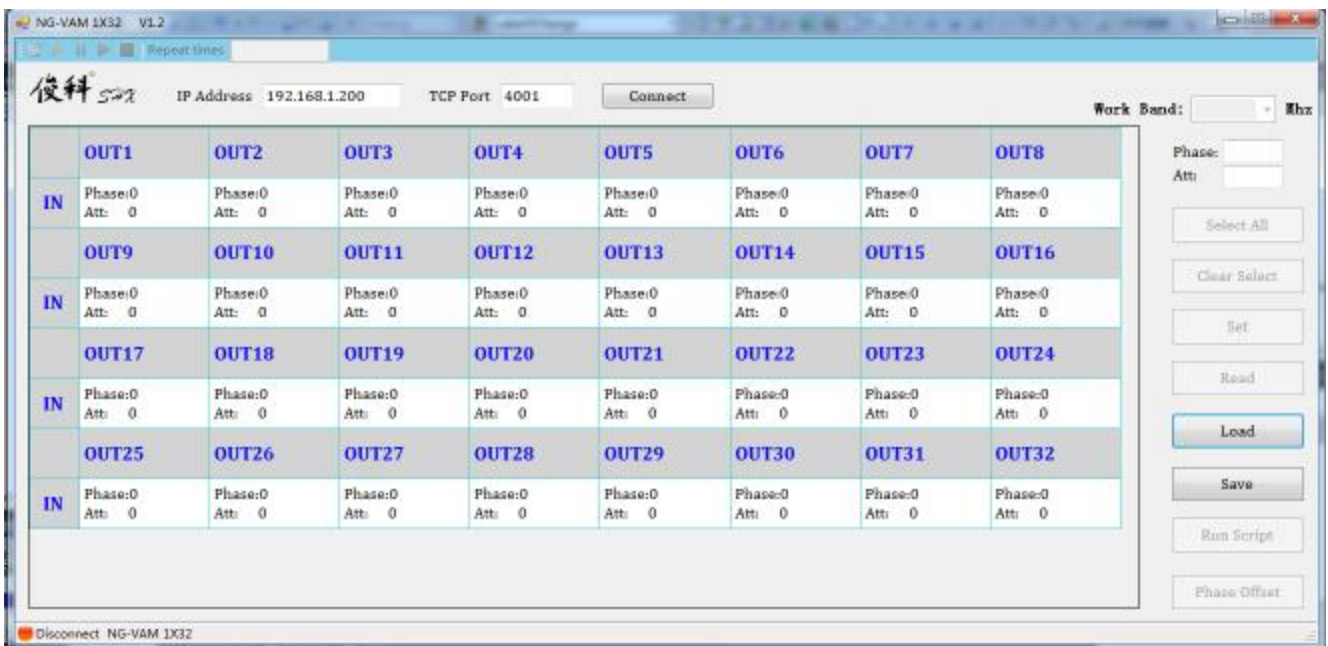 NG-VAM 1X32 V1.2
Repeat times
俊科
IP Address 192.168.1.200 TCP Port 4001 Connect
Work Band: Mhz
OUT1 OUT2 OUT3 OUT4 OUT5 OUT6 OUT7 OUT8
Phase:
Att:
IN Phase:0 Phase:0 Phase:0 Phase:0 Phase:0 Phase:0 Phase:0 Phase:0
Att: 0 Att: 0 Att: 0 Att: 0 Att: 0 Att: 0 Att: 0 Att: 0
Select All
OUT9 OUT10 OUT11 OUT12 OUT13 OUT14 OUT15 OUT16
Clear Select
IN Phase:0 Phase:0 Phase:0 Phase:0 Phase:0 Phase:0 Phase:0 Phase:0
Att: 0 Att: 0 Att: 0 Att: 0 Att: 0 Att: 0 Att: 0 Att: 0
Set
OUT17 OUT18 OUT19 OUT20 OUT21 OUT22 OUT23 OUT24
Read
IN Phase:0 Phase:0 Phase:0 Phase:0 Phase:0 Phase:0 Phase:0 Phase:0
Att: 0 Att: 0 Att: 0 Att: 0 Att: 0 Att: 0 Att: 0 Att: 0
Load
OUT25 OUT26 OUT27 OUT28 OUT29 OUT30 OUT31 OUT32
Save
IN Phase:0 Phase:0 Phase:0 Phase:0 Phase:0 Phase:0 Phase:0 Phase:0
Att: 0 Att: 0 Att: 0 Att: 0 Att: 0 Att: 0 Att: 0 Att: 0
Run Script
Phase Offset
Disconnect NG-VAM 1X32